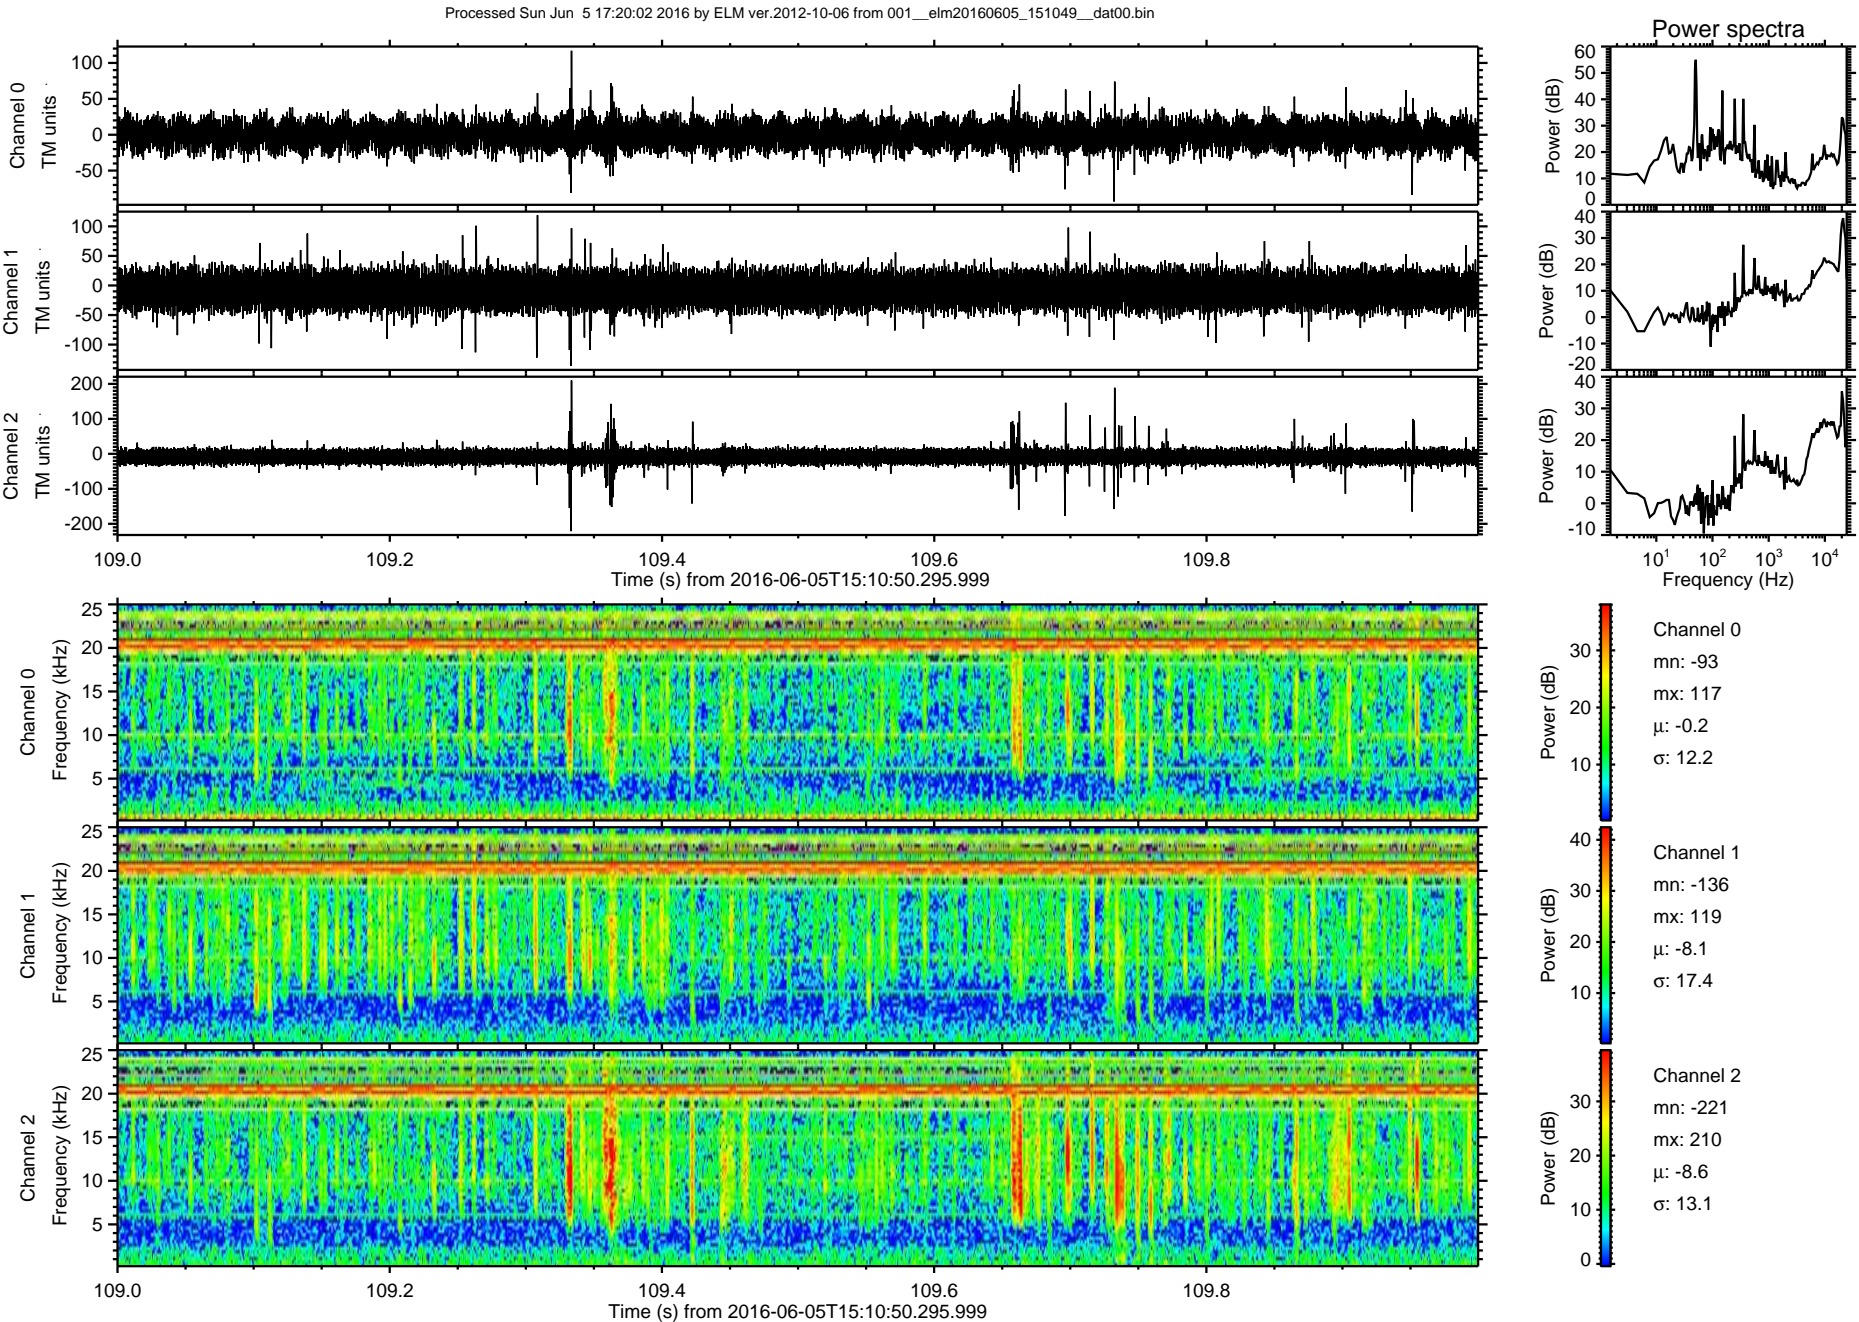 Processed Sun Jun  5 17:20:02 2016 by ELM ver.2012-10-06 from 001__elm20160605_151049__dat00.bin
Power spectra
Channel 0
TM units
100
50
0
-50
Power (dB)
60
50
40
30
20
10
0
Channel 1
TM units
100
50
0
-50
-100
Power (dB)
40
30
20
10
0
-10
-20
Channel 2
TM units
200
100
0
-100
-200
Power (dB)
40
30
20
10
0
-10
109.0 109.2 109.4 109.6 109.8
Time (s) from 2016-06-05T15:10:50.295.999
10^1 10^2 10^3 10^4
Frequency (Hz)
Channel 0
Frequency (kHz)
25
20
15
10
5
Power (dB)
30
20
10
Channel 0
mn: -93
mx: 117
μ: -0.2
σ: 12.2
Channel 1
Frequency (kHz)
25
20
15
10
5
Power (dB)
40
30
20
10
Channel 1
mn: -136
mx: 119
μ: -8.1
σ: 17.4
Channel 2
Frequency (kHz)
25
20
15
10
5
Power (dB)
30
20
10
0
Channel 2
mn: -221
mx: 210
μ: -8.6
σ: 13.1
109.0 109.2 109.4 109.6 109.8
Time (s) from 2016-06-05T15:10:50.295.999